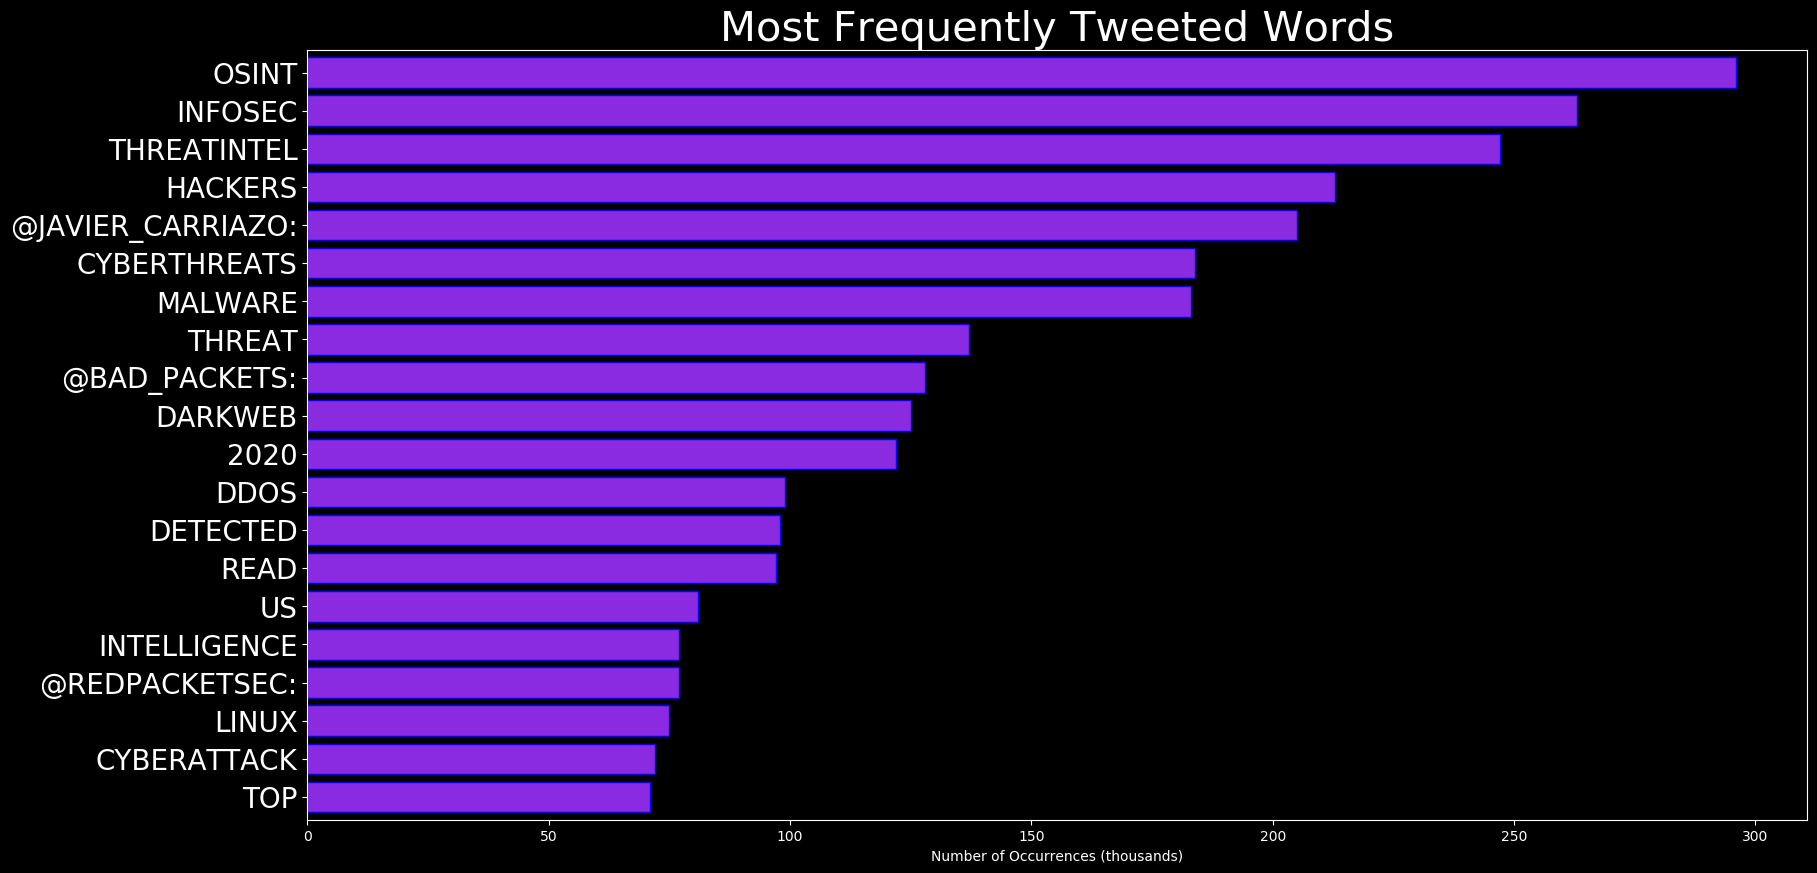 Most Frequently Tweeted Words
OSINT
INFOSEC
THREATINTEL
HACKERS
@JAVIER_CARRIAZO:
CYBERTHREATS
MALWARE
THREAT
@BAD_PACKETS:
DARKWEB
2020
DDOS
DETECTED
READ
US
INTELLIGENCE
@REDPACKETSEC:
LINUX
CYBERATTACK
TOP
0 50 100 150 200 250 300
Number of Occurrences (thousands)